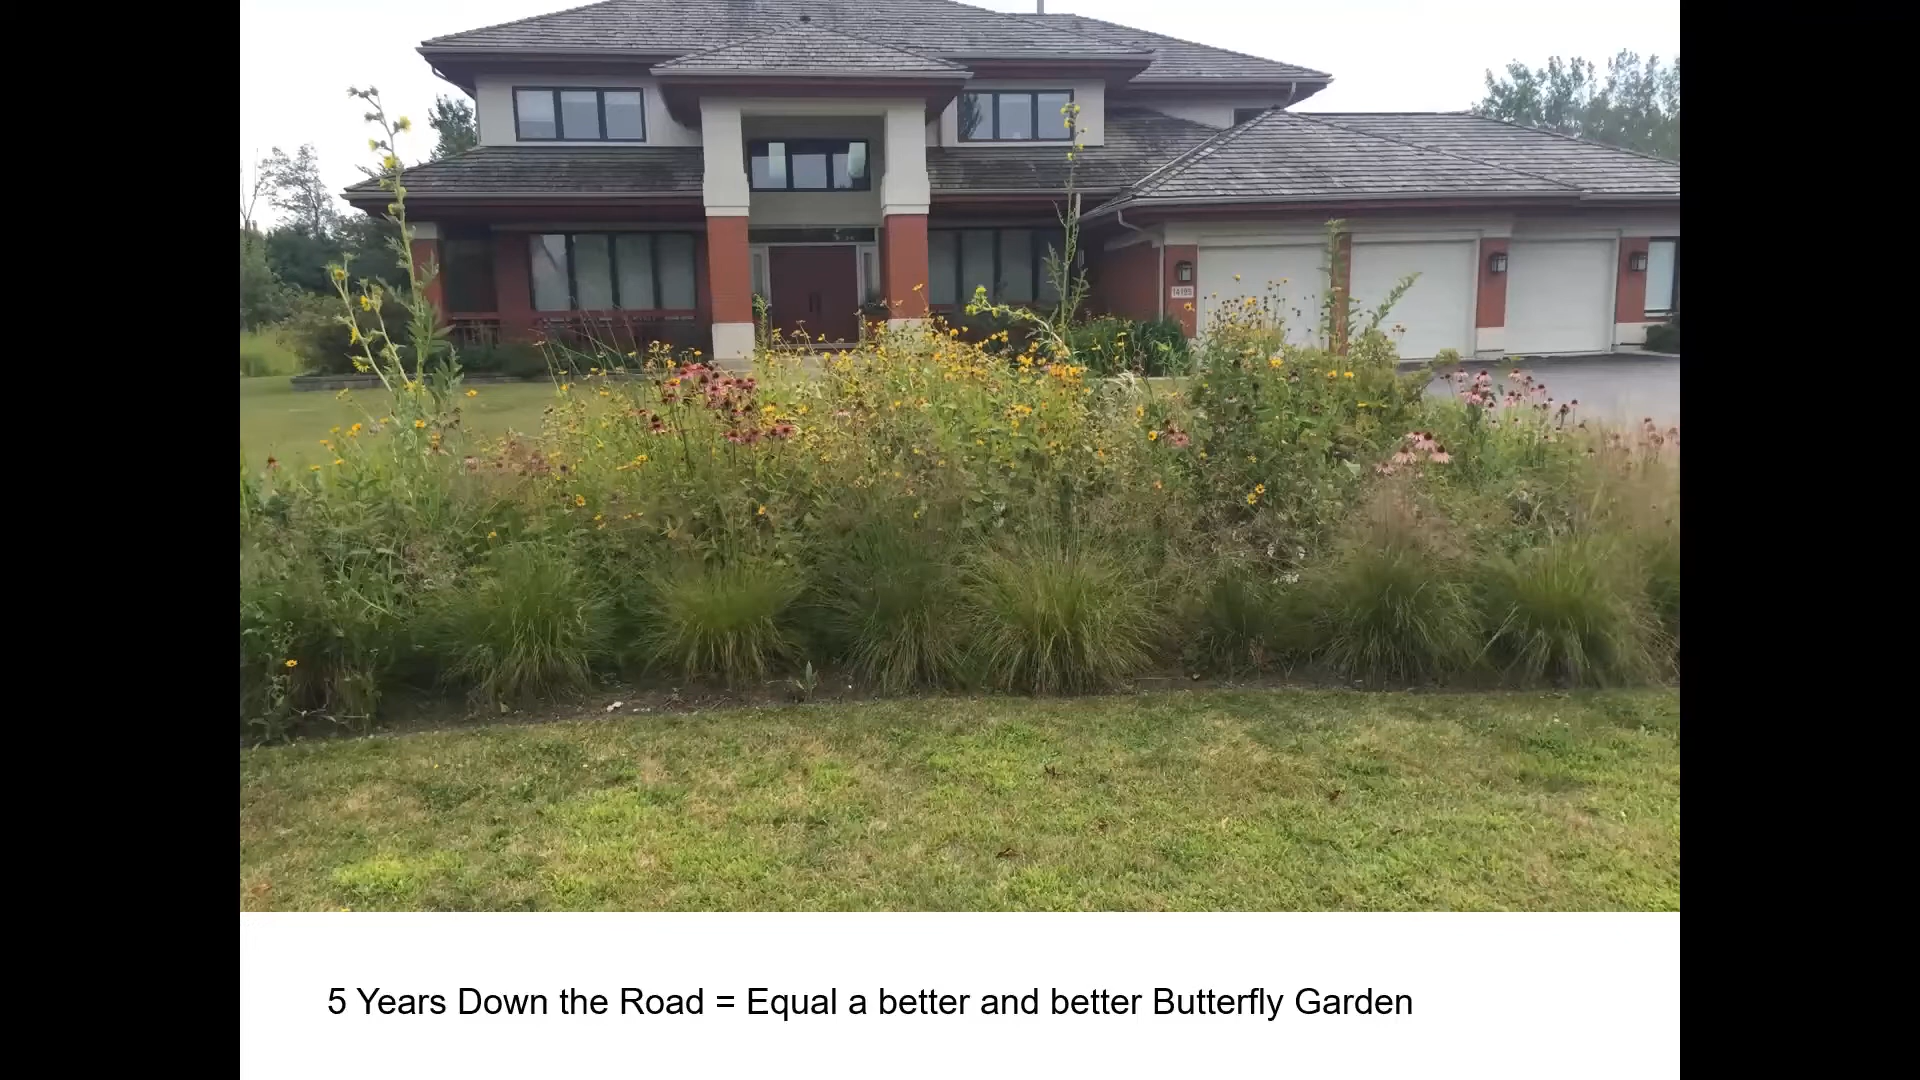 5 Years Down the Road = Equal a better and better Butterfly Garden